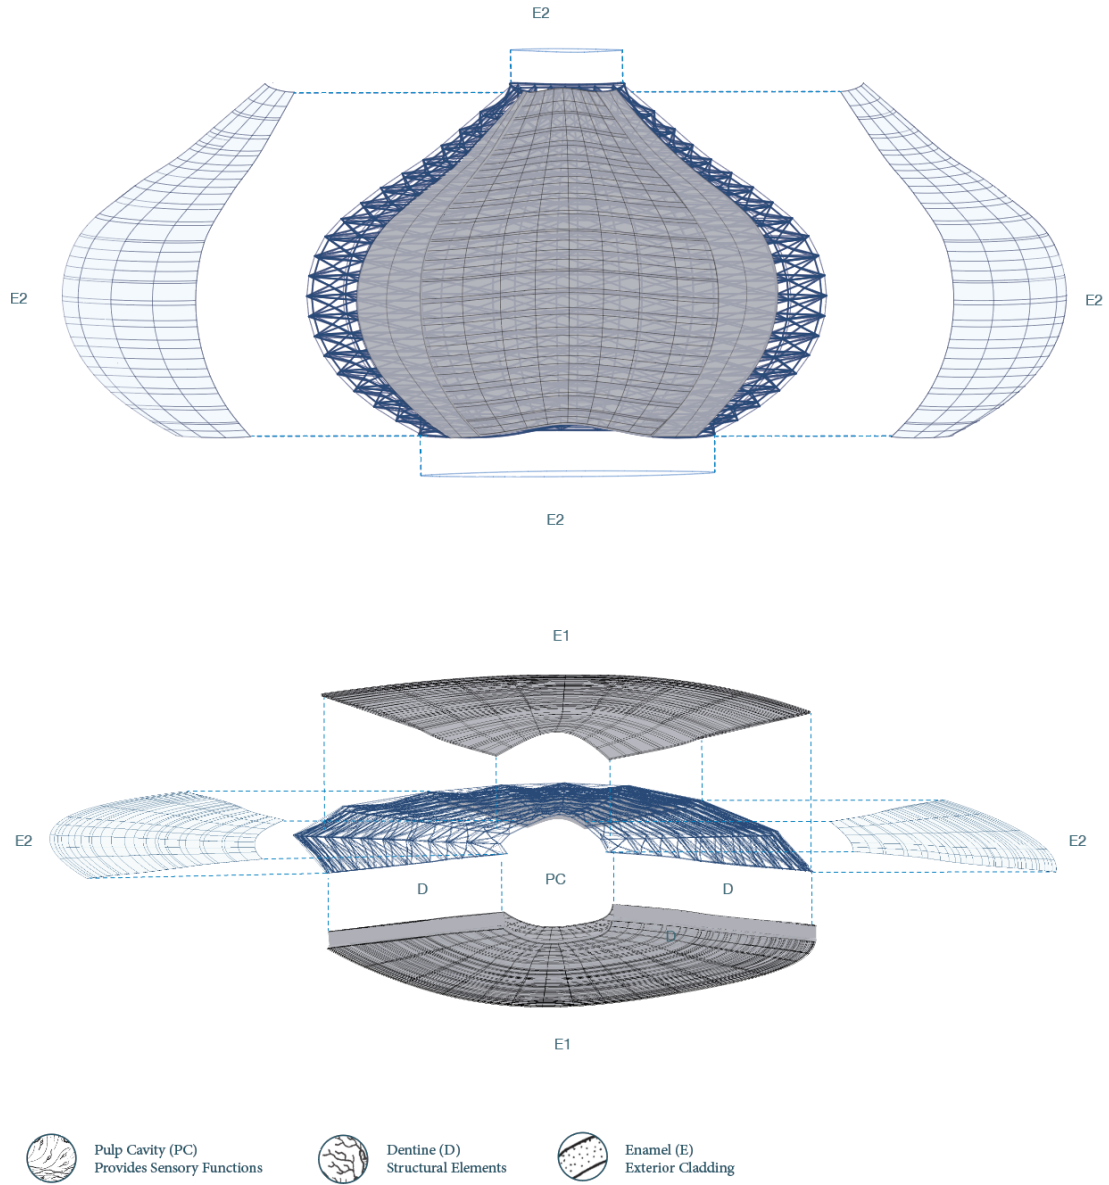 E2
E2
E2
E2
E1
E2
E2
D
PC
D
D
E1
Pulp Cavity (PC)
Provides Sensory Functions
Dentine (D)
Structural Elements
Enamel (E)
Exterior Cladding